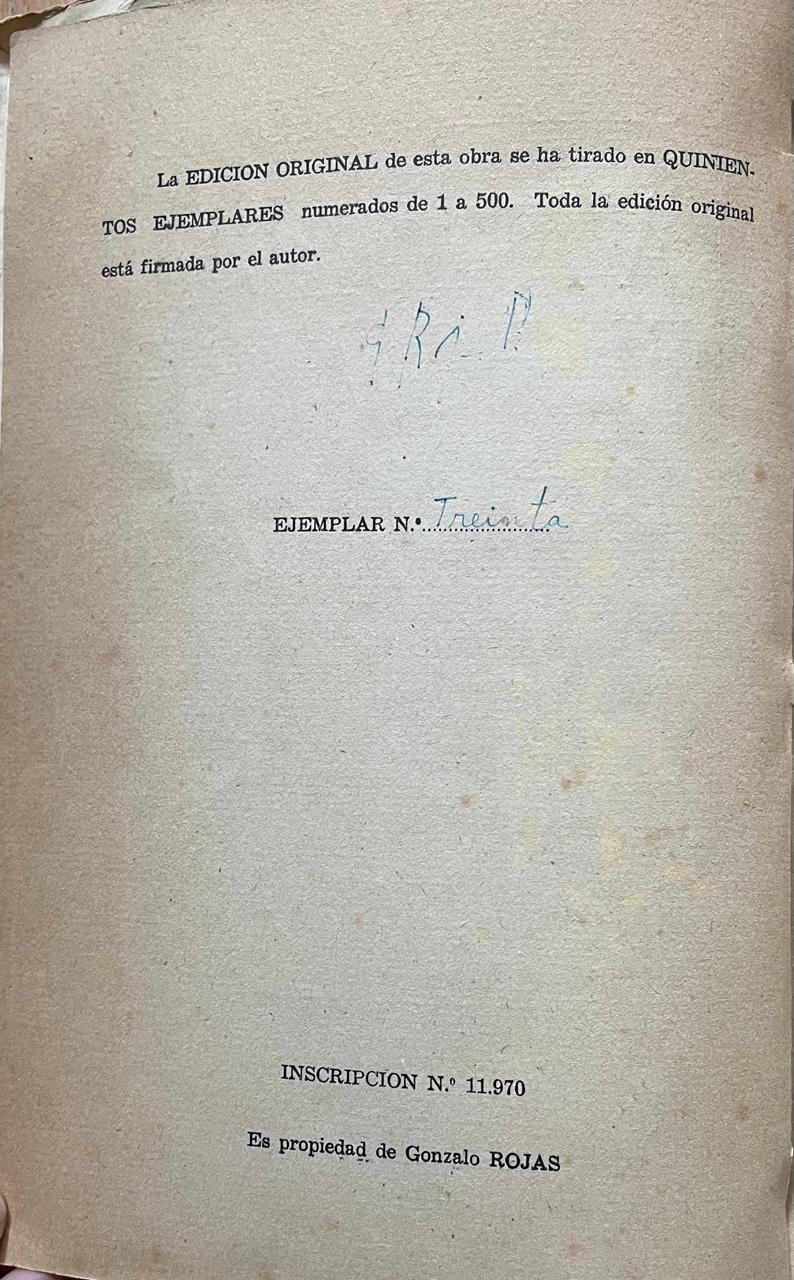 La EDICION ORIGINAL de esta obra se ha tirado en QUINIEN-
TOS EJEMPLARES numerados de 1 a 500. Toda la edición original
está firmada por el autor.
EJEMPLAR N.º Treinta
INSCRIPCION N.º 11.970
Es propiedad de Gonzalo ROJAS